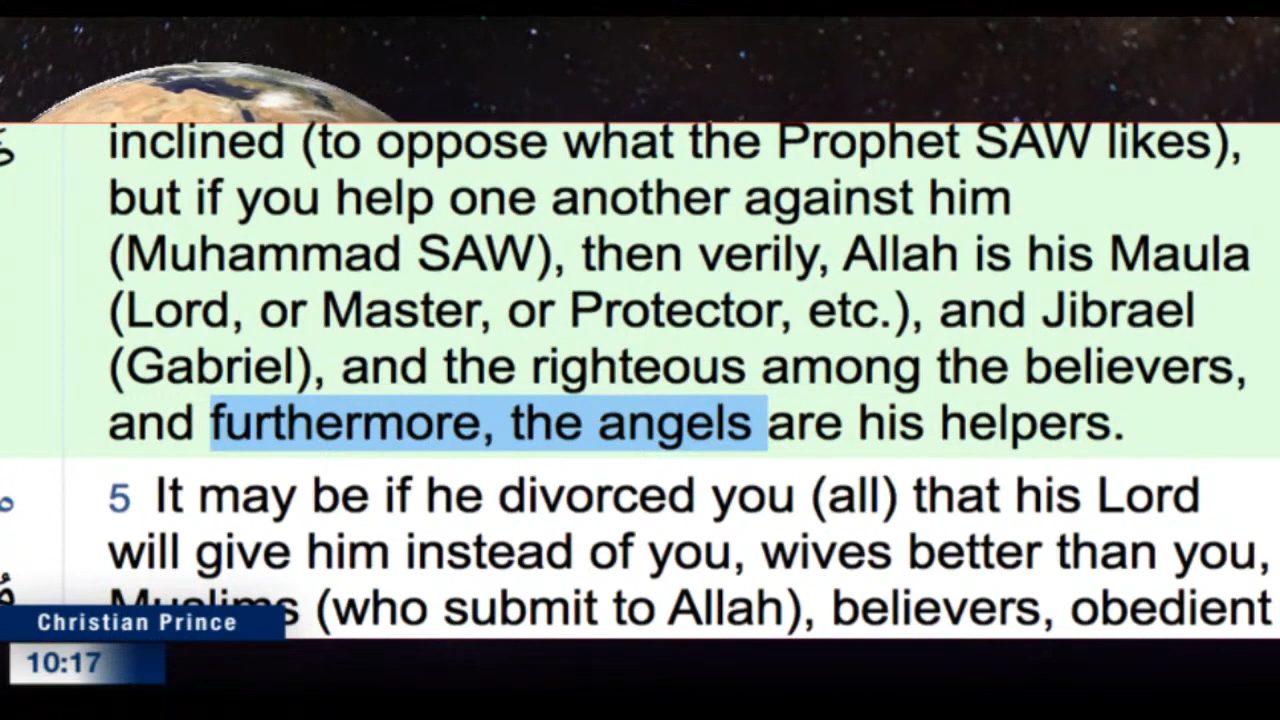 inclined (to oppose what the Prophet SAW likes),
but if you help one another against him
(Muhammad SAW), then verily, Allah is his Maula
(Lord, or Master, or Protector, etc.), and Jibrael
(Gabriel), and the righteous among the believers,
and furthermore, the angels are his helpers.
5 It may be if he divorced you (all) that his Lord
will give him instead of you, wives better than you,
Muslims (who submit to Allah), believers, obedient
Christian Prince
10:17